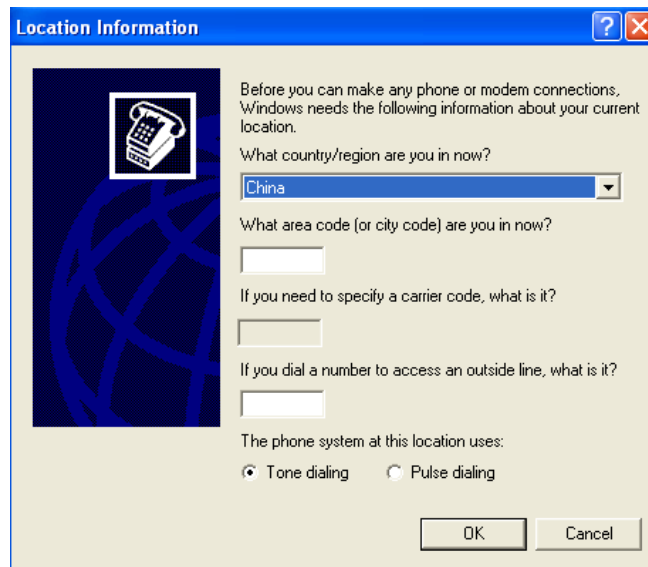 Location Information
Before you can make any phone or modem connections,
Windows needs the following information about your current
location.
What country/region are you in now?
China
What area code (or city code) are you in now?
If you need to specify a carrier code, what is it?
If you dial a number to access an outside line, what is it?
The phone system at this location uses:
Tone dialing Pulse dialing
OK Cancel